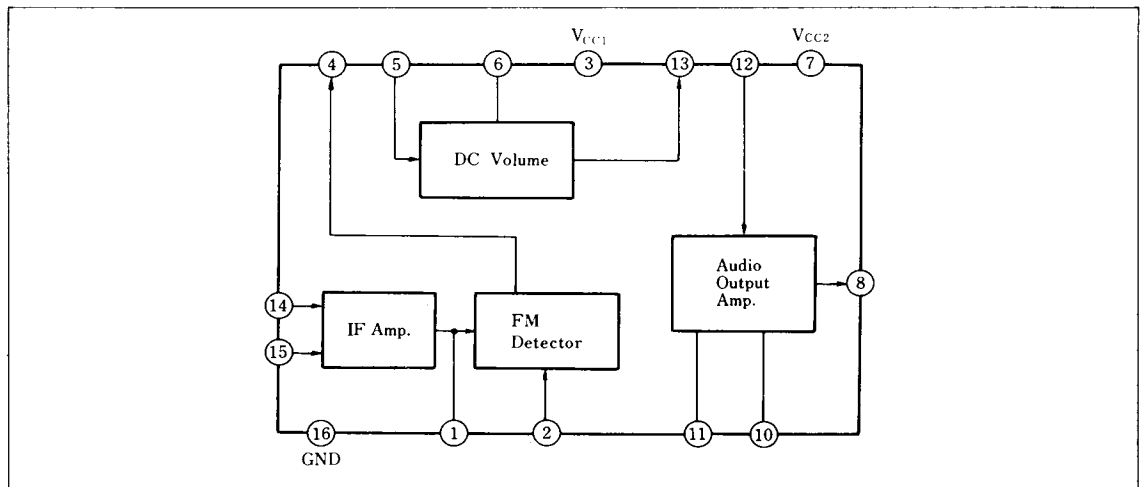 V_CC1
V_CC2
4
5
6
3
13
12
7
DC Volume
Audio
Output
Amp.
8
14
15
IF Amp.
FM
Detector
16
1
2
11
10
GND